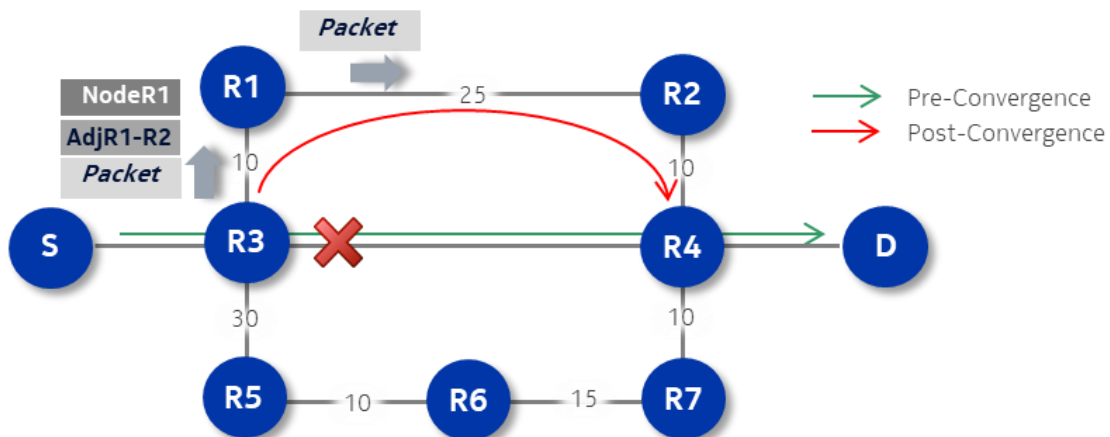 Packet
R1
25
R2
NodeR1
AdjR1-R2
Packet
10
10
Pre-Convergence
Post-Convergence
S
R3
R4
D
30
10
R5
10
R6
15
R7